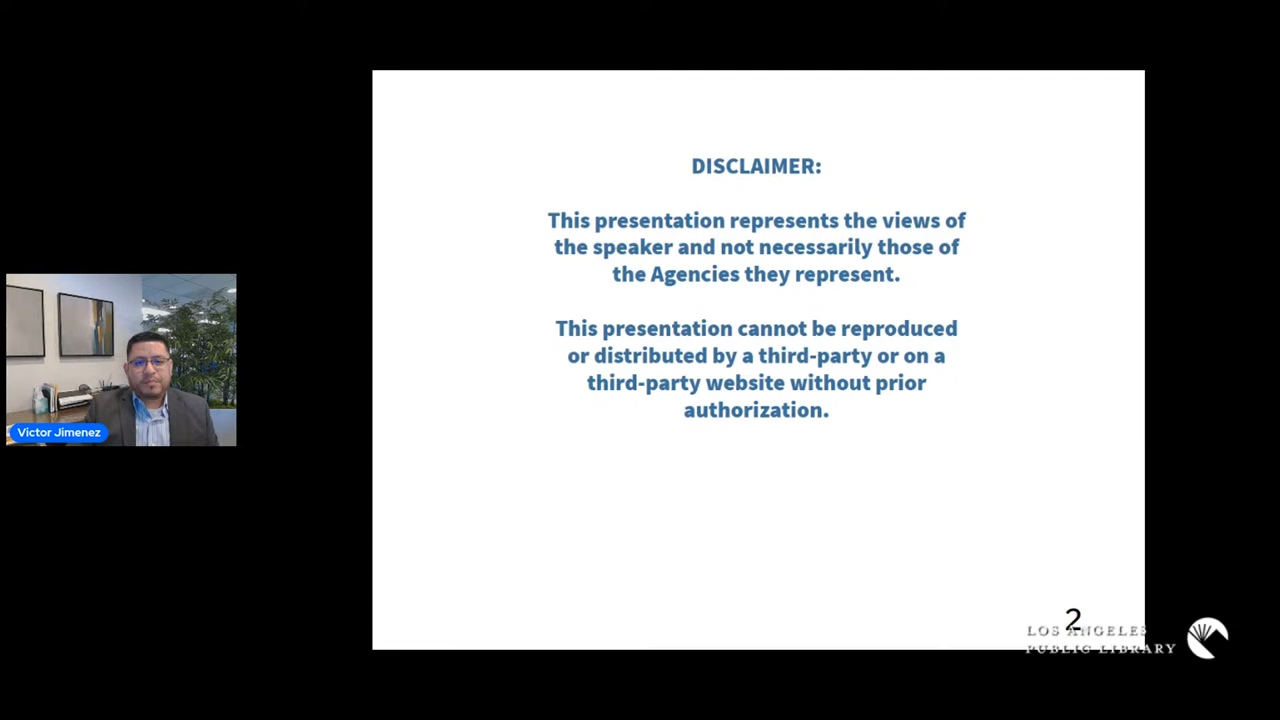 DISCLAIMER:
This presentation represents the views of
the speaker and not necessarily those of
the Agencies they represent.
This presentation cannot be reproduced
or distributed by a third-party or on a
third-party website without prior
authorization.
Victor Jimenez
2
LOS ANGELES
PUBLIC LIBRARY